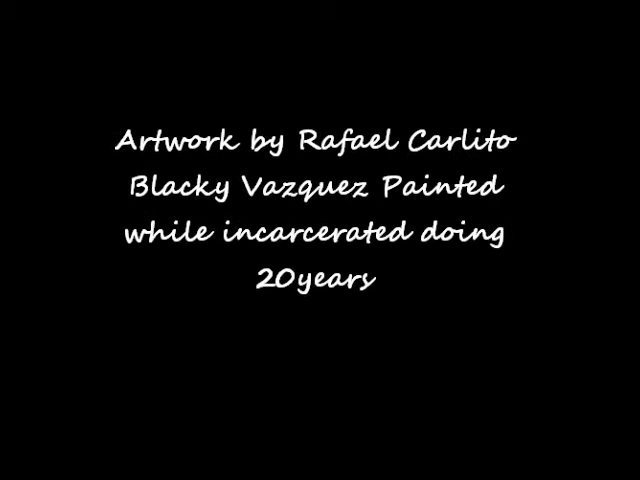 Artwork by Rafael Carlito
Blacky Vazquez Painted
while incarcerated doing
20years